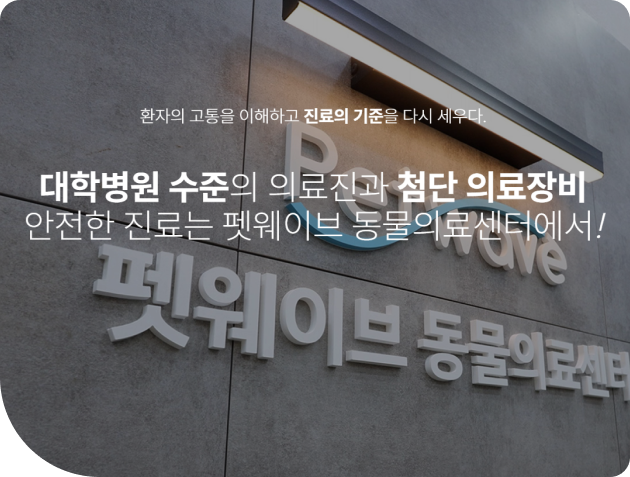 환자의 고통을 이해하고 진료의 기준을 다시 세우다.
대학병원 수준의 의료진과 첨단 의료장비
안전한 진료는 펫웨이브 동물의료센터에서!
Petwave
펫웨이브 동물의료센터